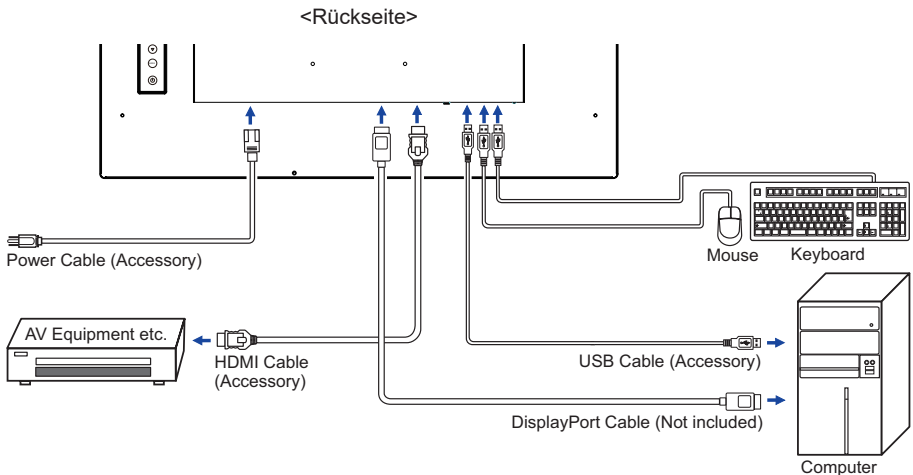 <Rückseite>
Power Cable (Accessory)
Mouse
Keyboard
AV Equipment etc.
HDMI Cable
(Accessory)
USB Cable (Accessory)
DisplayPort Cable (Not included)
Computer